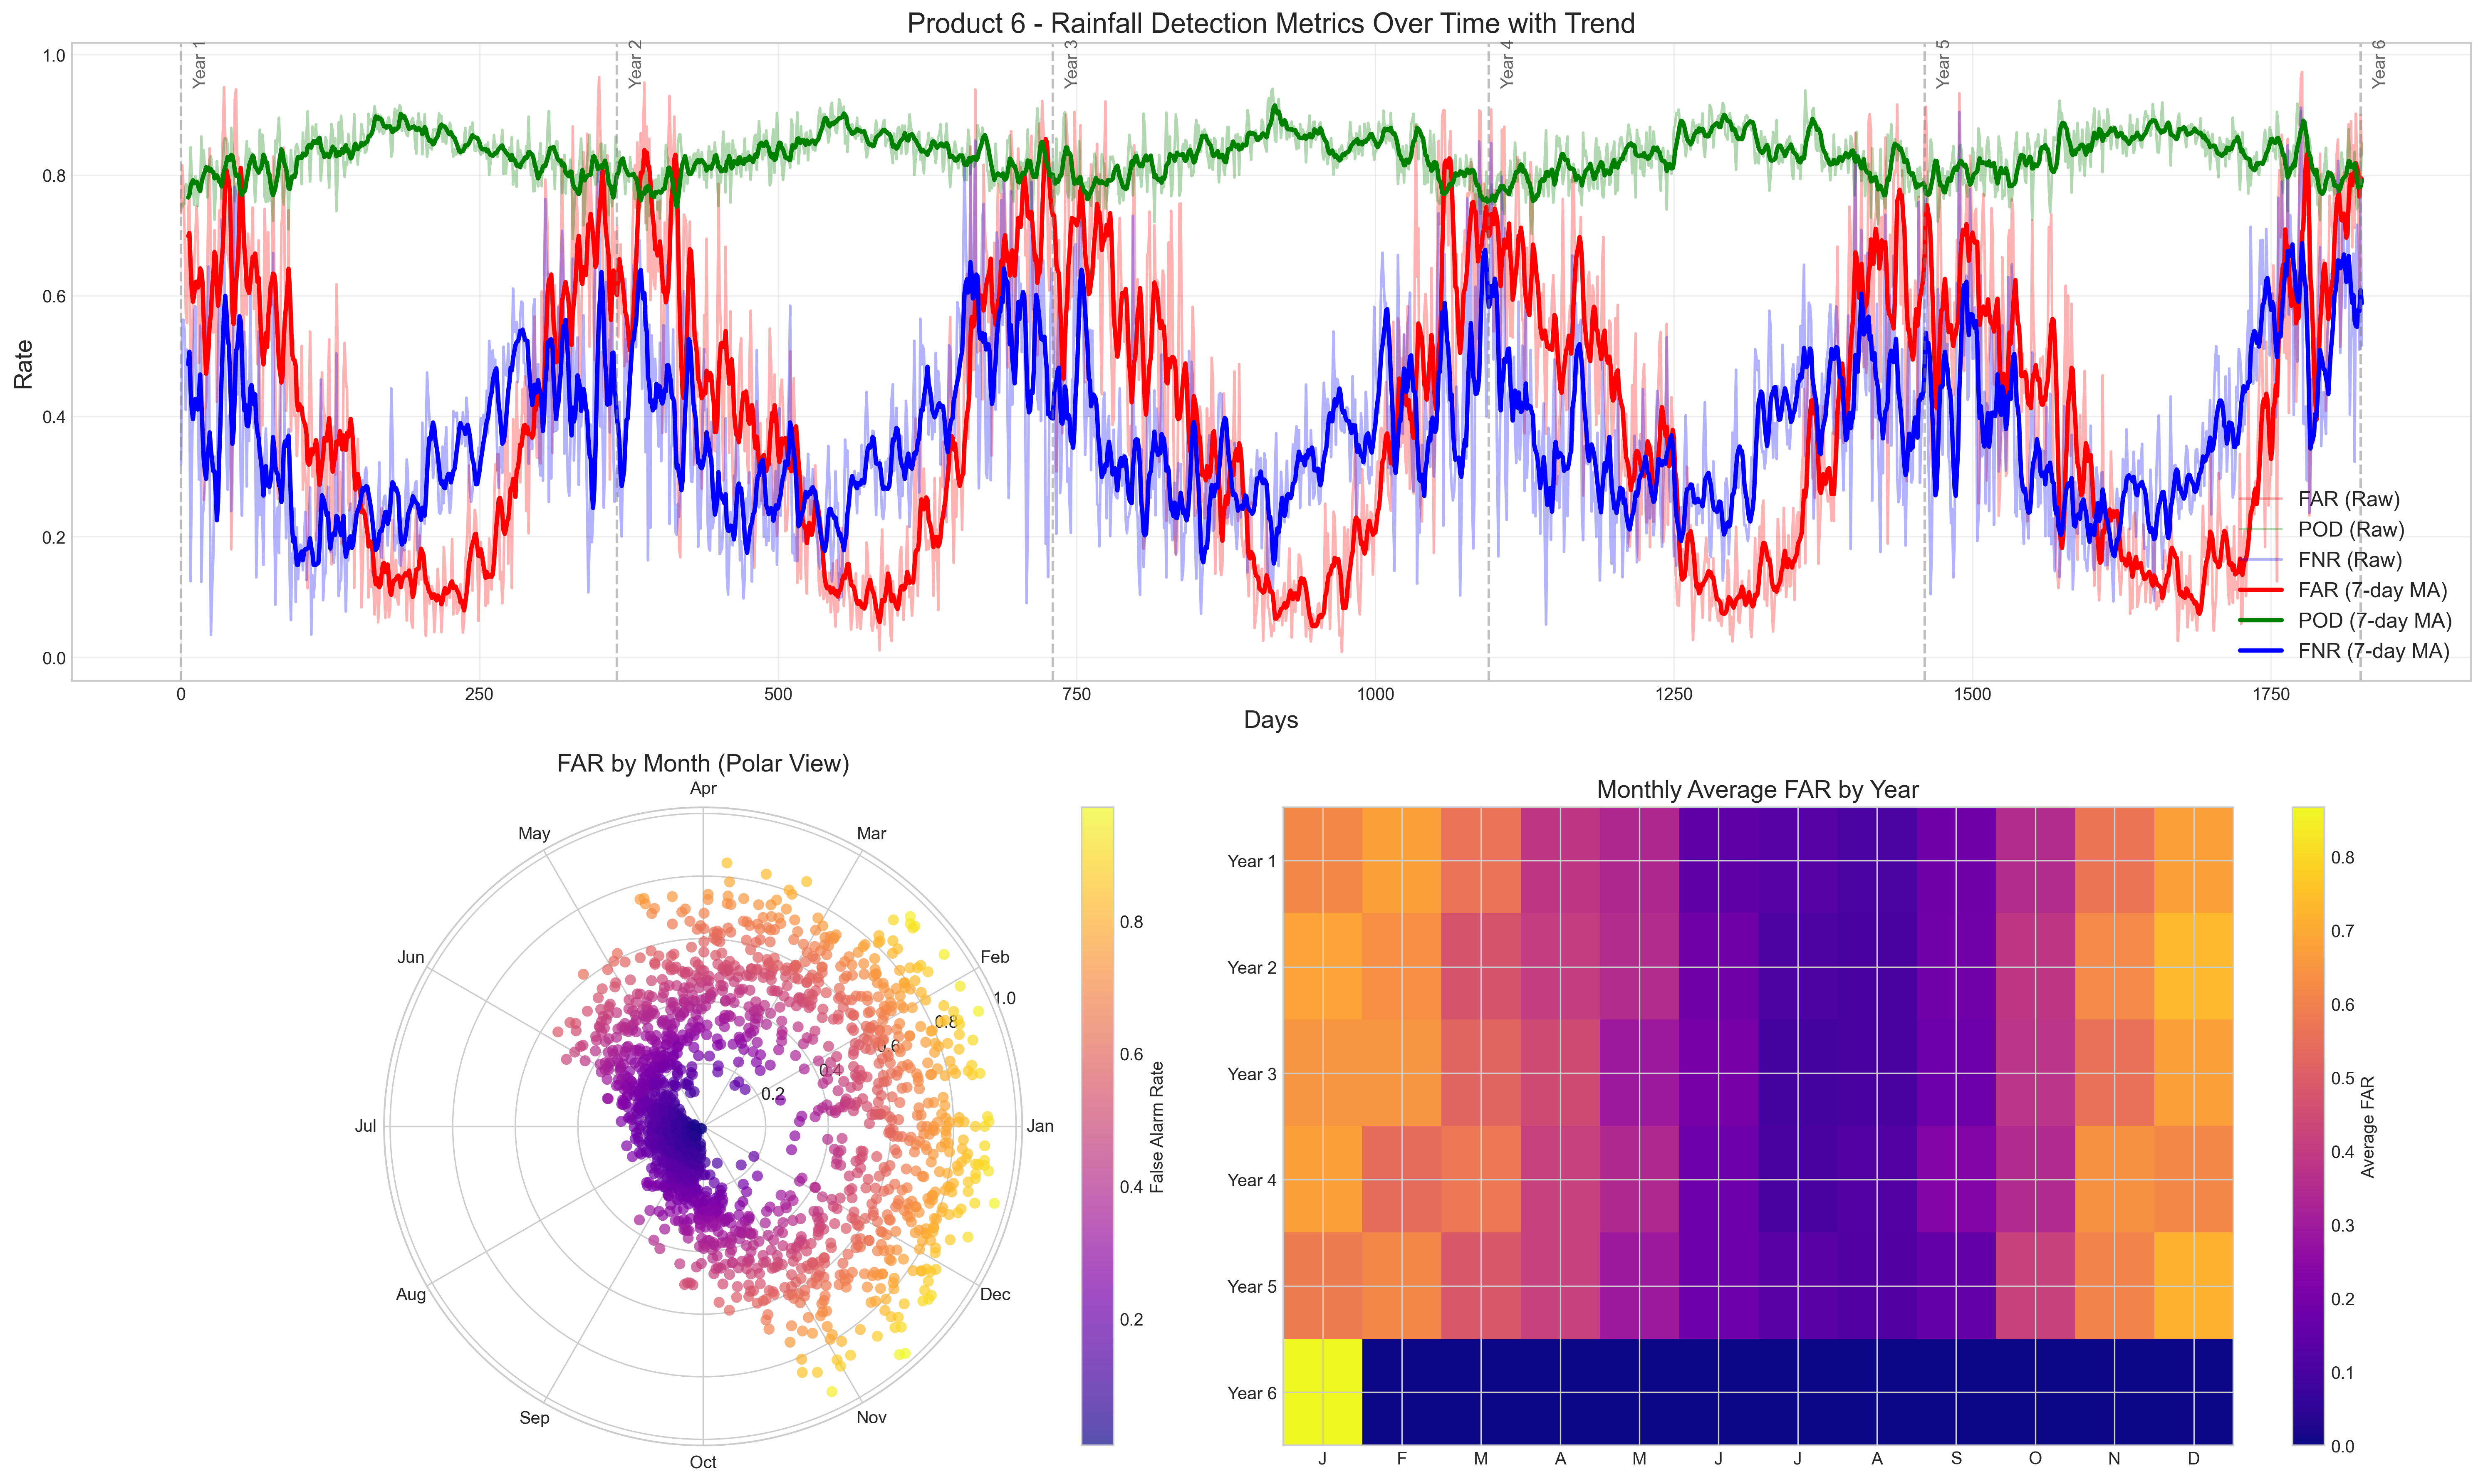 Product 6 - Rainfall Detection Metrics Over Time with Trend
Year 1
Year 2
Year 3
Year 4
Year 5
Year 6
1.0
0.8
0.6
0.4
0.2
0.0
Rate
FAR (Raw)
POD (Raw)
FNR (Raw)
FAR (7-day MA)
POD (7-day MA)
FNR (7-day MA)
0
250
500
750
1000
1250
1500
1750
Days
FAR by Month (Polar View)
Apr
May
Mar
Jun
Feb
1.0
0.8
0.6
0.4
0.2
Jul
Jan
Aug
Dec
Sep
Nov
Oct
0.8
0.6
0.4
0.2
False Alarm Rate
Monthly Average FAR by Year
Year 1
Year 2
Year 3
Year 4
Year 5
Year 6
J
F
M
A
M
J
J
A
S
O
N
D
0.8
0.7
0.6
0.5
0.4
0.3
0.2
0.1
0.0
Average FAR